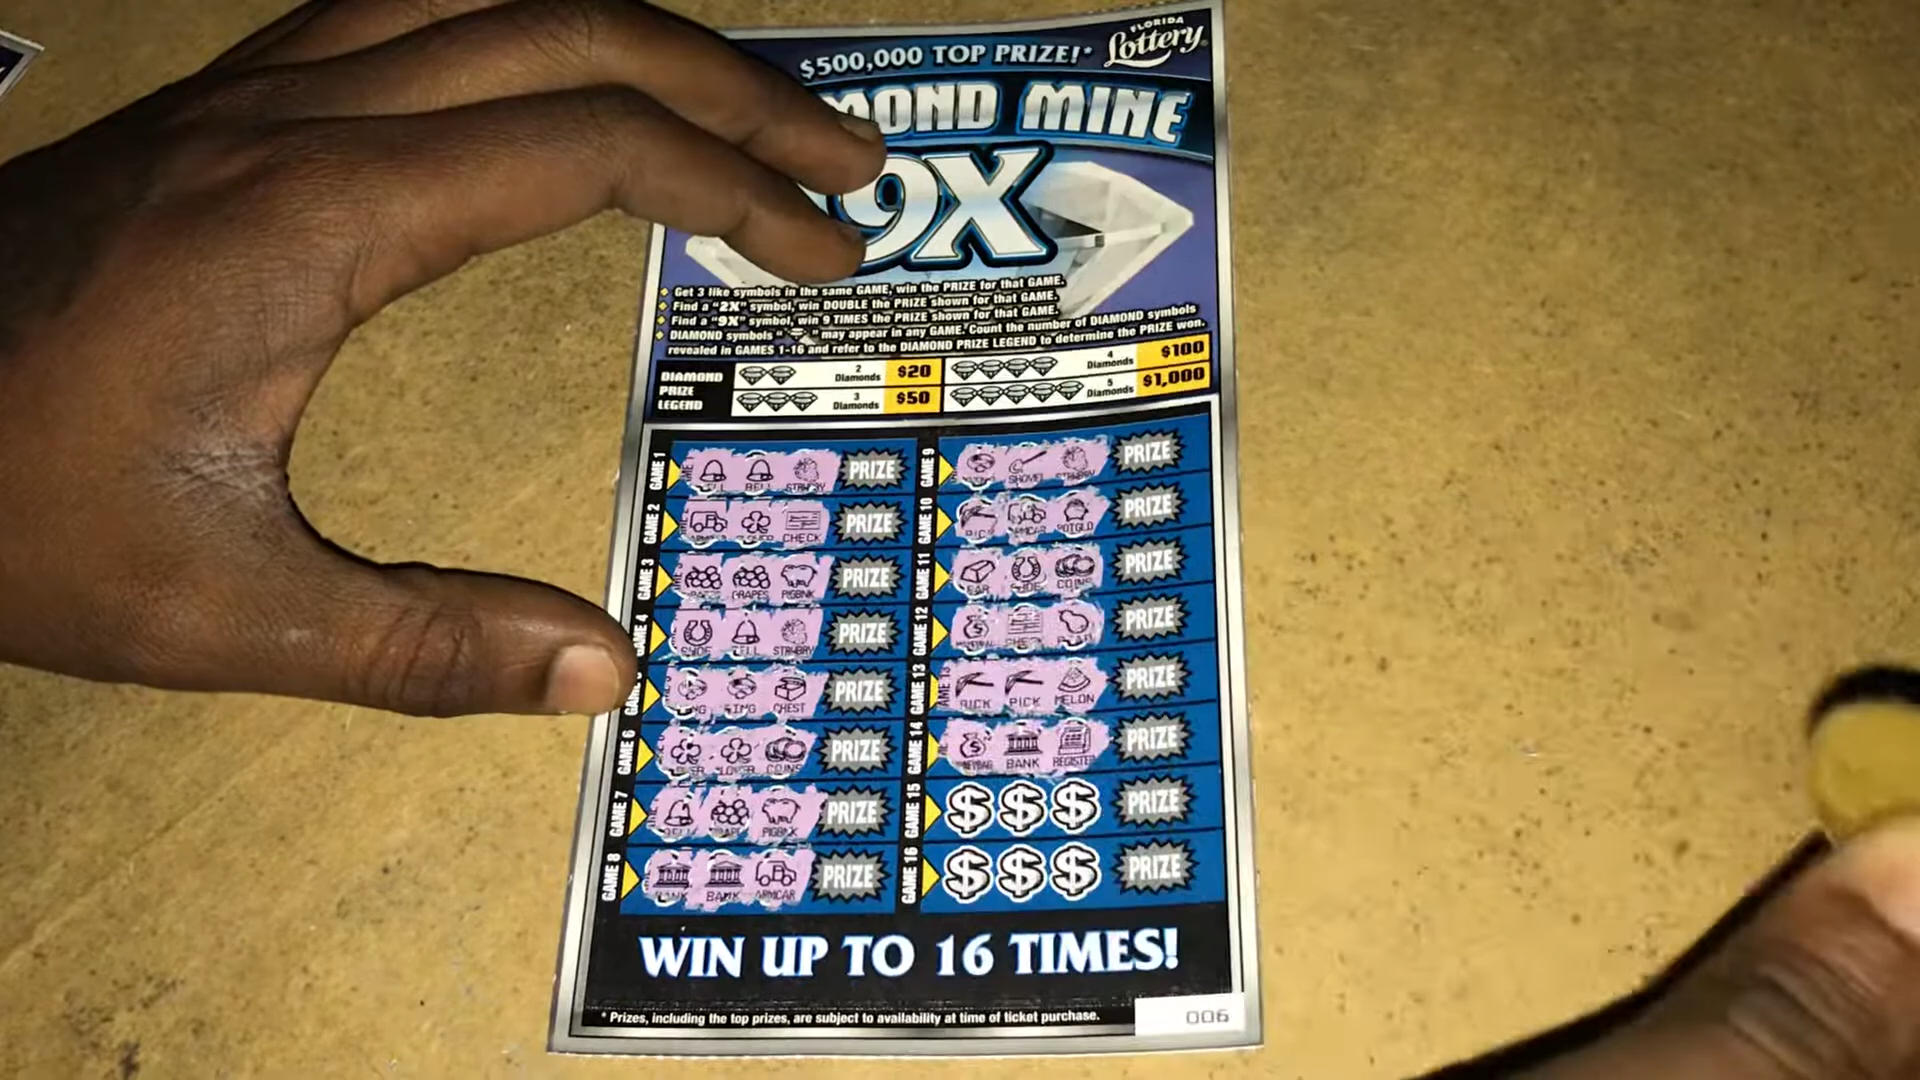 FLORIDA
Lottery
$500,000 TOP PRIZE!*
MOND MINE
9X
Get 3 like symbols in the same GAME, win the PRIZE for that GAME.
Find a "2X" symbol, win DOUBLE the PRIZE shown for that GAME.
Find a "9X" symbol, win 9 TIMES the PRIZE shown for that GAME.
DIAMOND symbols " " may appear in any GAME. Count the number of DIAMOND symbols
revealed in GAMES 1-16 and refer to the DIAMOND PRIZE LEGEND to determine the PRIZE won.
DIAMOND PRIZE LEGEND
2 Diamonds $20
3 Diamonds $50
4 Diamonds $100
5 Diamonds $1,000
GAME 1 BELL STRWBY PRIZE
GAME 2 CHECK PRIZE
GAME 3 GRAPES PIGBNK PRIZE
GAME 4 STRWBRY PRIZE
CHEST PRIZE
GAME 6 COINS PRIZE
GAME 7 PIGBNK PRIZE
GAME 8 BANK ARMCAR PRIZE
GAME 9 SHOVEL PRIZE
GAME 10 POTGLD PRIZE
GAME 11 COINS PRIZE
GAME 12 PRIZE
GAME 13 PICK PICK MELON PRIZE
GAME 14 BANK REGISTE PRIZE
GAME 15 $ $ $ PRIZE
GAME 16 $ $ $ PRIZE
WIN UP TO 16 TIMES!
* Prizes, including the top prizes, are subject to availability at time of ticket purchase.
006